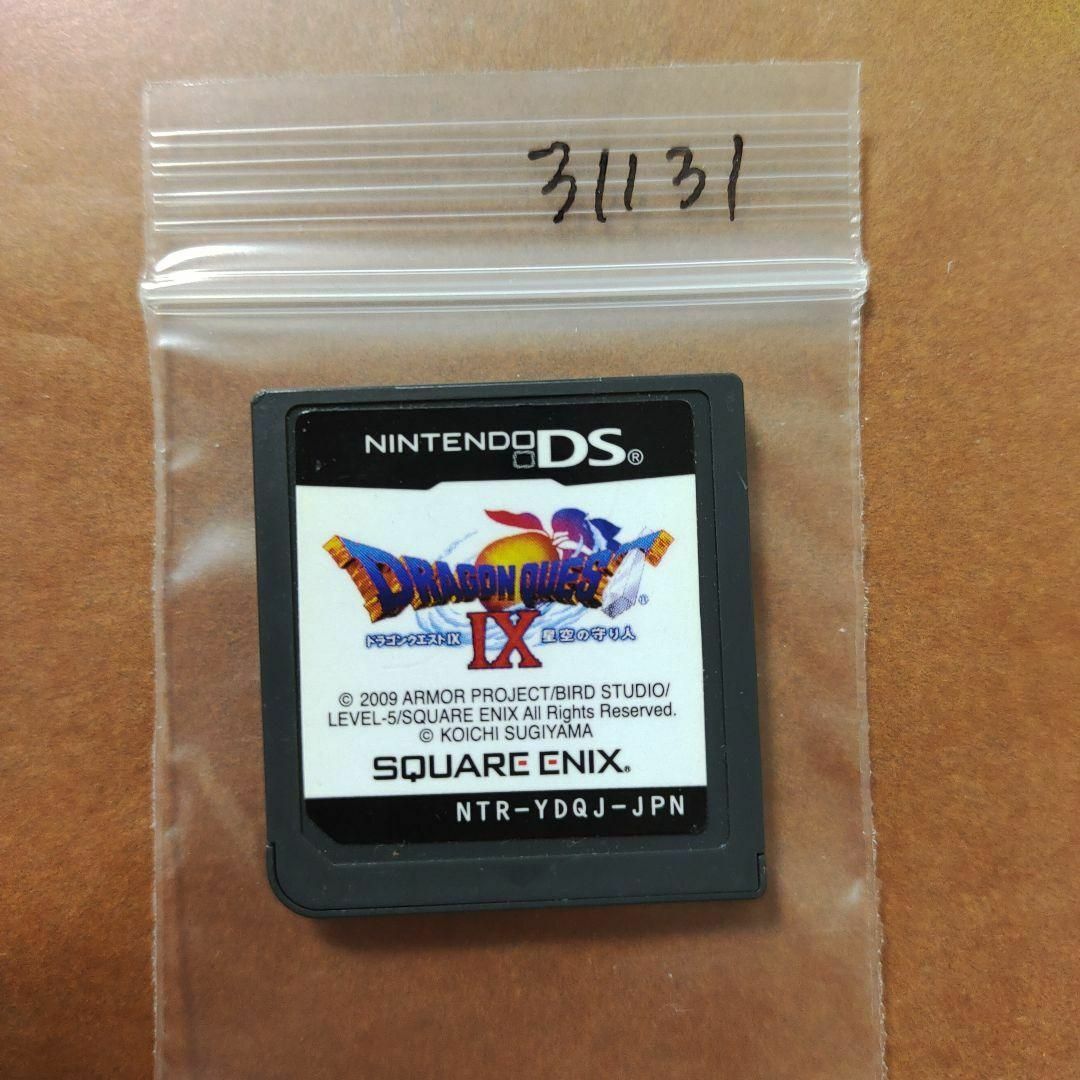 31131
NINTENDO DS®
DRAGON QUEST®
IX
ドラゴンクエストIX 星空の守り人
© 2009 ARMOR PROJECT/BIRD STUDIO/
LEVEL-5/SQUARE ENIX All Rights Reserved.
© KOICHI SUGIYAMA
SQUARE ENIX®
NTR-YDQJ-JPN